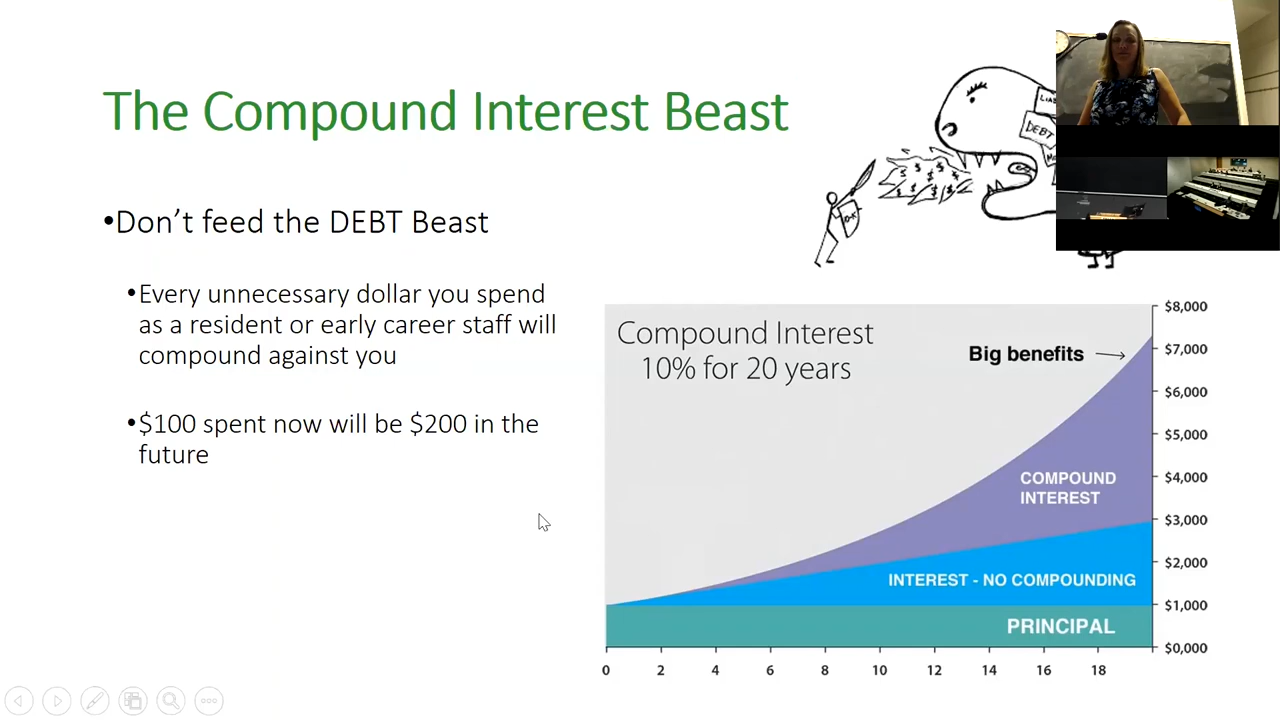 The Compound Interest Beast
•Don't feed the DEBT Beast
•Every unnecessary dollar you spend
as a resident or early career staff will
compound against you
•$100 spent now will be $200 in the
future
DEBT
$ $ $ $ $ $ $
Compound Interest
10% for 20 years
Big benefits
COMPOUND
INTEREST
INTEREST - NO COMPOUNDING
PRINCIPAL
$8,000
$7,000
$6,000
$5,000
$4,000
$3,000
$2,000
$1,000
$0,000
0 2 4 6 8 10 12 14 16 18